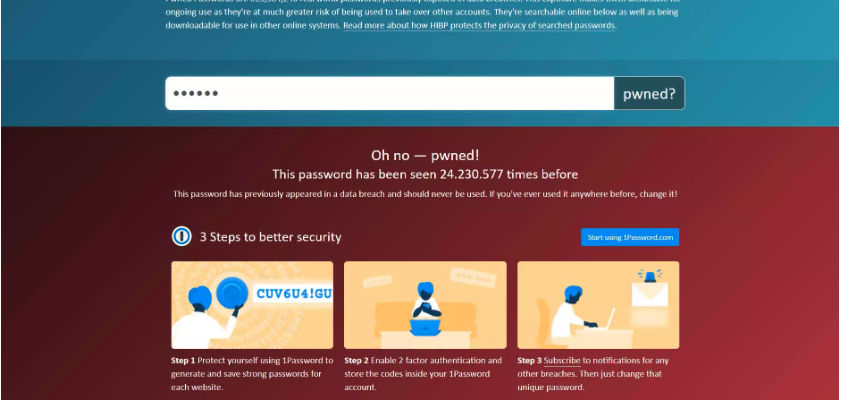 ongoing use as they're at much greater risk of being used to take over other accounts. They're searchable online below as well as being
downloadable for use in other online systems. Read more about how HIBP protects the privacy of searched passwords.
••••••
pwned?
Oh no — pwned!
This password has been seen 24.230.577 times before
This password has previously appeared in a data breach and should never be used. If you've ever used it anywhere before, change it!
3 Steps to better security
Start using 1Password.com
CUV6U4!GU
Step 1 Protect yourself using 1Password to
generate and save strong passwords for
each website.
Step 2 Enable 2 factor authentication and
store the codes inside your 1Password
account.
Step 3 Subscribe to notifications for any
other breaches. Then just change that
unique password.